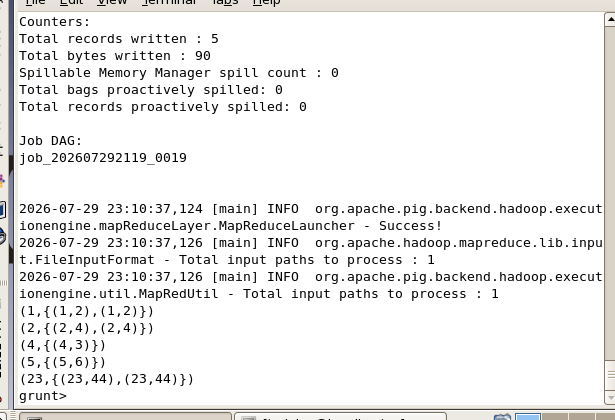 File Edit View Terminal Tabs Help
Counters:
Total records written : 5
Total bytes written : 90
Spillable Memory Manager spill count : 0
Total bags proactively spilled: 0
Total records proactively spilled: 0
Job DAG:
job_202607292119_0019
2026-07-29 23:10:37,124 [main] INFO  org.apache.pig.backend.hadoop.execut
ionengine.mapReduceLayer.MapReduceLauncher - Success!
2026-07-29 23:10:37,126 [main] INFO  org.apache.hadoop.mapreduce.lib.inpu
t.FileInputFormat - Total input paths to process : 1
2026-07-29 23:10:37,126 [main] INFO  org.apache.pig.backend.hadoop.execut
ionengine.util.MapRedUtil - Total input paths to process : 1
(1,{(1,2),(1,2)})
(2,{(2,4),(2,4)})
(4,{(4,3)})
(5,{(5,6)})
(23,{(23,44),(23,44)})
grunt>